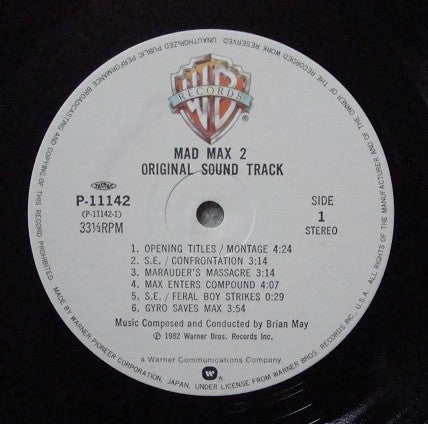 UNAUTHORIZED PUBLIC PERFORMANCE, BROADCASTING AND COPYING OF THIS RECORD PROHIBITED.
ALL RIGHTS OF THE MANUFACTURER AND OF THE OWNER OF THE RECORDED WORK RESERVED.
WB
RECORDS
®
MAD MAX 2
ORIGINAL SOUND TRACK
P-11142
(P-11142-1)
33⅓RPM
SIDE
1
STEREO
1. OPENING TITLES / MONTAGE 4:24
2. S.E. / CONFRONTATION 3:14
3. MARAUDER'S MASSACRE 3:14
4. MAX ENTERS COMPOUND 4:07
5. S.E. / FERAL BOY STRIKES 0:29
6. GYRO SAVES MAX 3:54
Music Composed and Conducted by Brian May
℗ 1982 Warner Bros. Records Inc.
a Warner Communications Company
MADE BY WARNER-PIONEER CORPORATION, JAPAN, UNDER LICENSE FROM WARNER BROS. RECORDS INC. U.S.A.